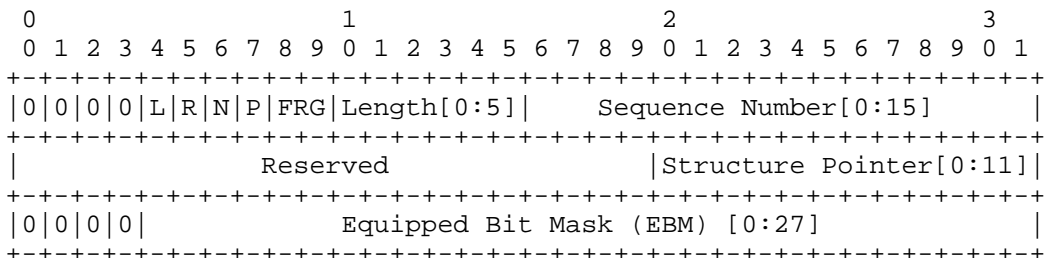 0                   1                   2                   3
 0 1 2 3 4 5 6 7 8 9 0 1 2 3 4 5 6 7 8 9 0 1 2 3 4 5 6 7 8 9 0 1
+-+-+-+-+-+-+-+-+-+-+-+-+-+-+-+-+-+-+-+-+-+-+-+-+-+-+-+-+-+-+-+-+
|0|0|0|0|L|R|N|P|FRG|Length[0:5]|    Sequence Number[0:15]      |
+-+-+-+-+-+-+-+-+-+-+-+-+-+-+-+-+-+-+-+-+-+-+-+-+-+-+-+-+-+-+-+-+
|                Reserved               |Structure Pointer[0:11]|
+-+-+-+-+-+-+-+-+-+-+-+-+-+-+-+-+-+-+-+-+-+-+-+-+-+-+-+-+-+-+-+-+
|0|0|0|0|            Equipped Bit Mask (EBM) [0:27]             |
+-+-+-+-+-+-+-+-+-+-+-+-+-+-+-+-+-+-+-+-+-+-+-+-+-+-+-+-+-+-+-+-+